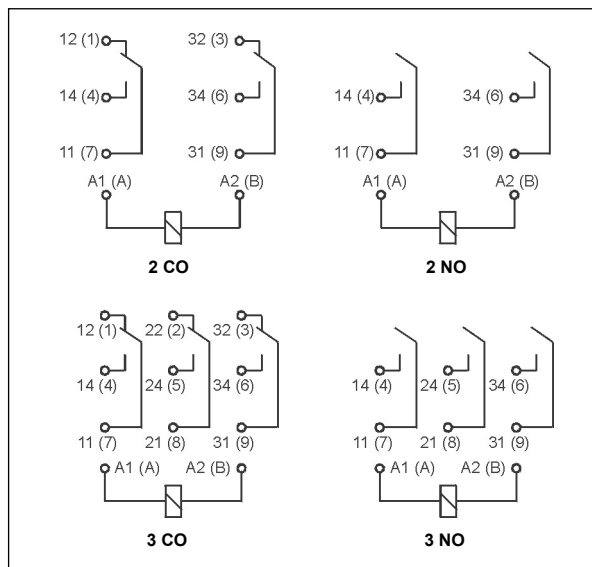 12 (1) 32 (3)
14 (4) 34 (6) 14 (4) 34 (6)
11 (7) 31 (9) 11 (7) 31 (9)
A1 (A) A2 (B) A1 (A) A2 (B)
2 CO 2 NO
12 (1) 22 (2) 32 (3)
14 (4) 24 (5) 34 (6) 14 (4) 24 (5) 34 (6)
11 (7) 21 (8) 31 (9) 11 (7) 21 (8) 31 (9)
A1 (A) A2 (B) A1 (A) A2 (B)
3 CO 3 NO